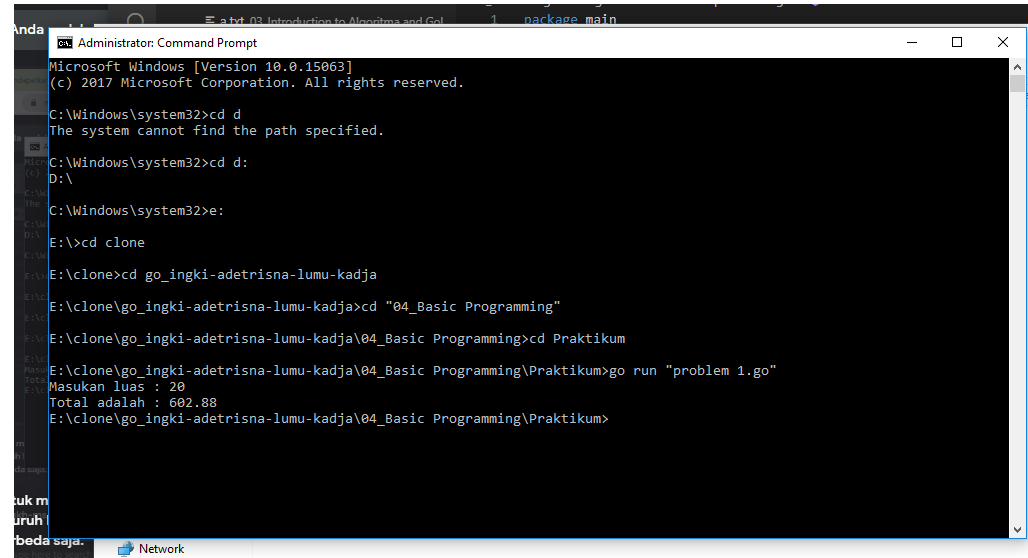 Anda
a.txt 03_Introduction to Algoritma and Gol
1 package main
Administrator: Command Prompt
Microsoft Windows [Version 10.0.15063]
(c) 2017 Microsoft Corporation. All rights reserved.
C:\Windows\system32>cd d
The system cannot find the path specified.
C:\Windows\system32>cd d:
D:\
C:\Windows\system32>e:
E:\>cd clone
E:\clone>cd go_ingki-adetrisna-lumu-kadja
E:\clone\go_ingki-adetrisna-lumu-kadja>cd "04_Basic Programming"
E:\clone\go_ingki-adetrisna-lumu-kadja\04_Basic Programming>cd Praktikum
E:\clone\go_ingki-adetrisna-lumu-kadja\04_Basic Programming\Praktikum>go run "problem 1.go"
Masukan luas : 20
Total adalah : 602.88
E:\clone\go_ingki-adetrisna-lumu-kadja\04_Basic Programming\Praktikum>
tuk m
uruh
rbeda saja.
Network